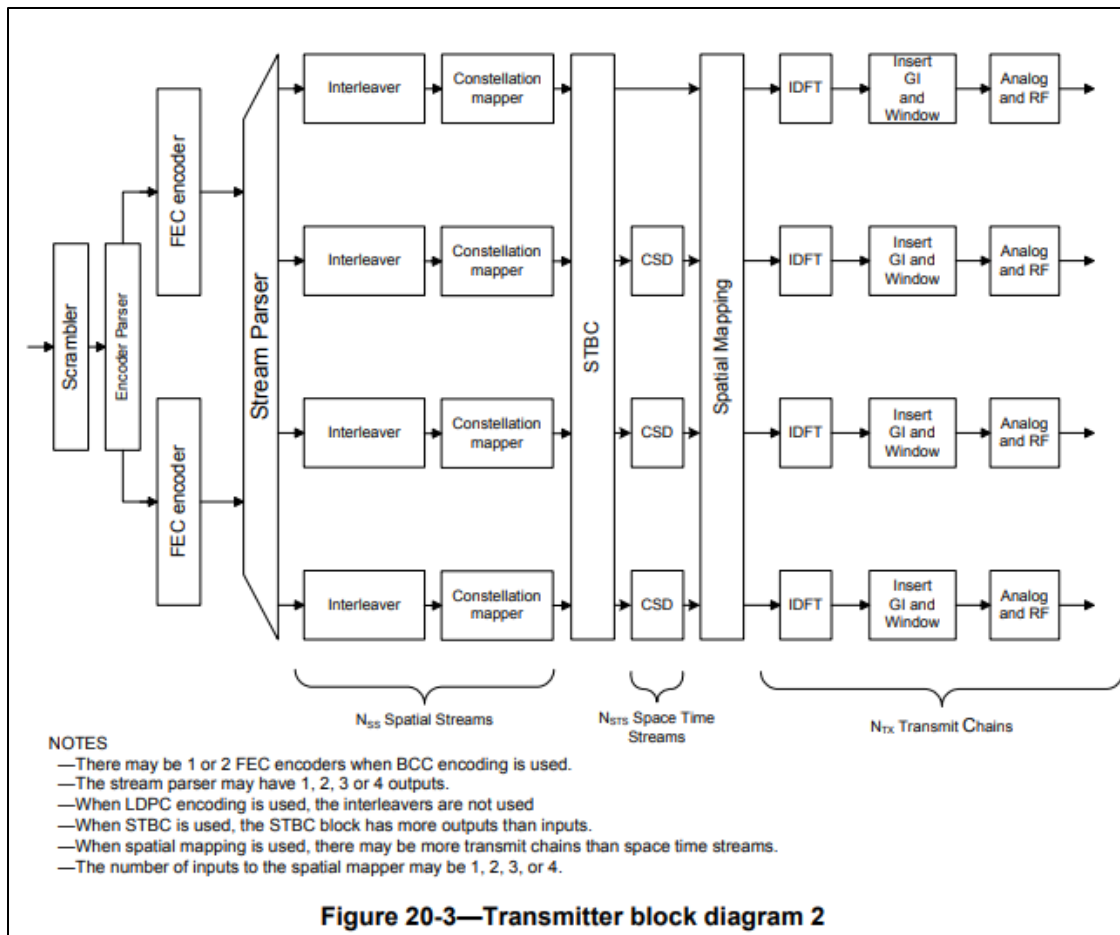 Scrambler
Encoder Parser
FEC encoder
FEC encoder
Stream Parser
Interleaver
Constellation
mapper
Interleaver
Constellation
mapper
Interleaver
Constellation
mapper
Interleaver
Constellation
mapper
STBC
CSD
CSD
CSD
Spatial Mapping
IDFT
Insert
GI
and
Window
Analog
and RF
IDFT
Insert
GI and
Window
Analog
and RF
IDFT
Insert
GI and
Window
Analog
and RF
IDFT
Insert
GI and
Window
Analog
and RF
NSS Spatial Streams
NSTS Space Time
Streams
NTX Transmit Chains
NOTES
—There may be 1 or 2 FEC encoders when BCC encoding is used.
—The stream parser may have 1, 2, 3 or 4 outputs.
—When LDPC encoding is used, the interleavers are not used
—When STBC is used, the STBC block has more outputs than inputs.
—When spatial mapping is used, there may be more transmit chains than space time streams.
—The number of inputs to the spatial mapper may be 1, 2, 3, or 4.
Figure 20-3—Transmitter block diagram 2